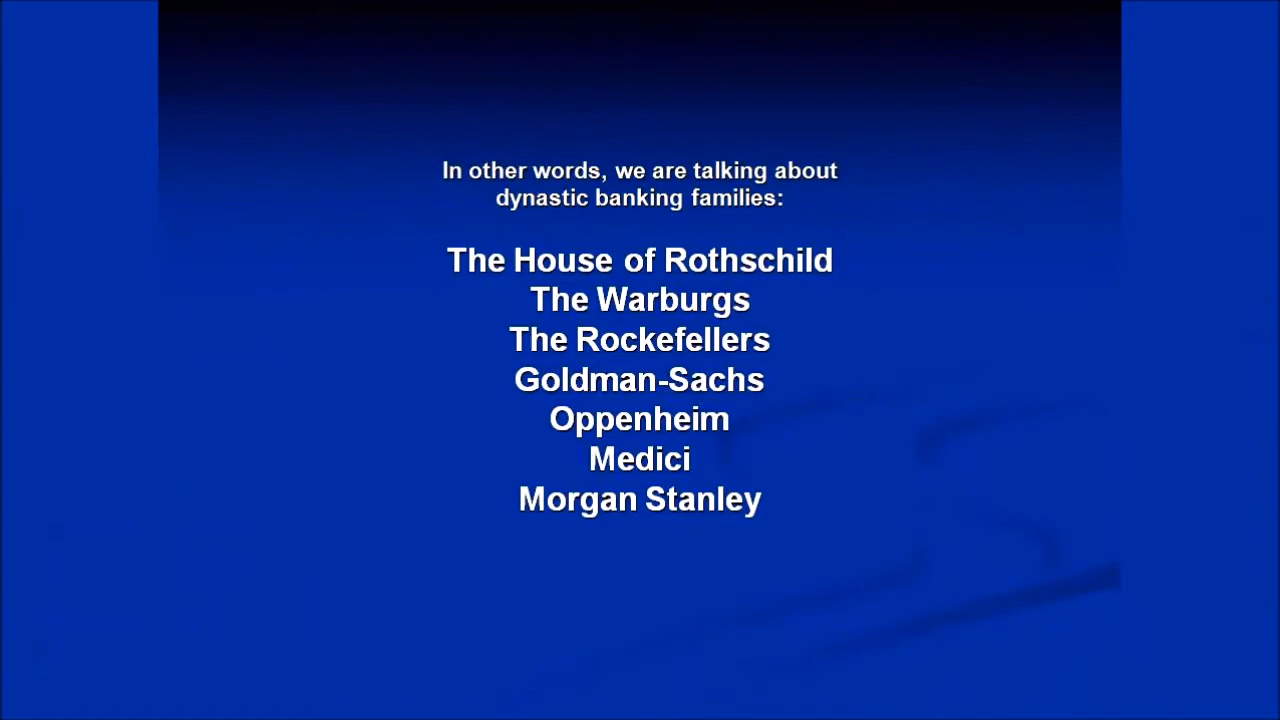 In other words, we are talking about
dynastic banking families:
The House of Rothschild
The Warburgs
The Rockefellers
Goldman-Sachs
Oppenheim
Medici
Morgan Stanley